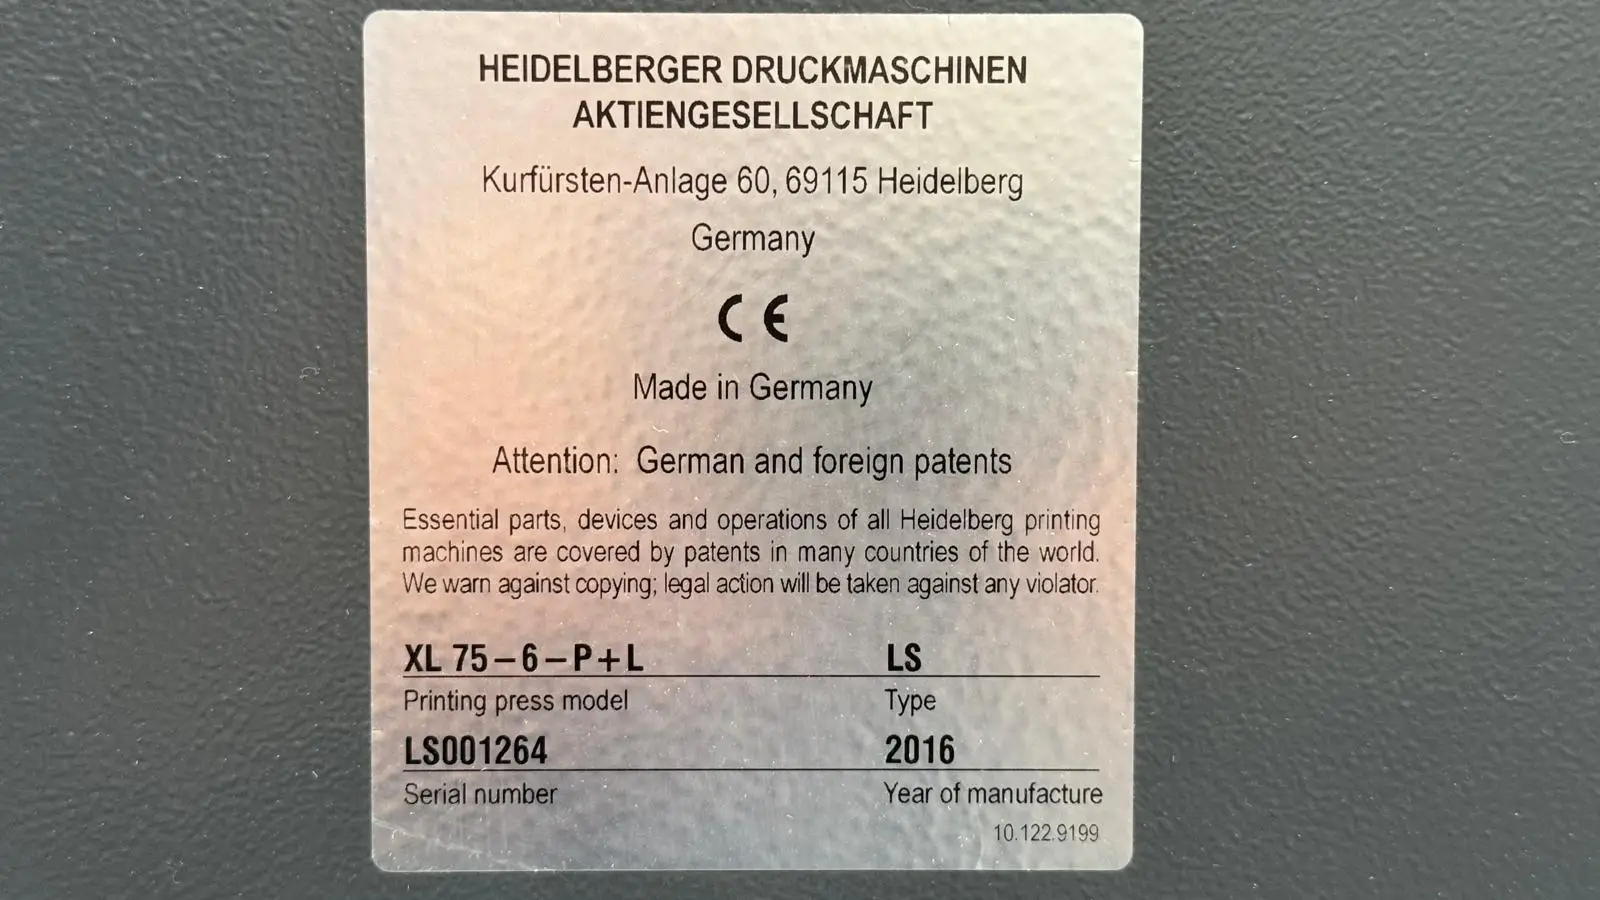 HEIDELBERGER DRUCKMASCHINEN
AKTIENGESELLSCHAFT
Kurfürsten-Anlage 60, 69115 Heidelberg
Germany
CE
Made in Germany
Attention: German and foreign patents
Essential parts, devices and operations of all Heidelberg printing
machines are covered by patents in many countries of the world.
We warn against copying; legal action will be taken against any violator.
XL 75–6–P+L LS
Printing press model Type
LS001264 2016
Serial number Year of manufacture
10.122.9199